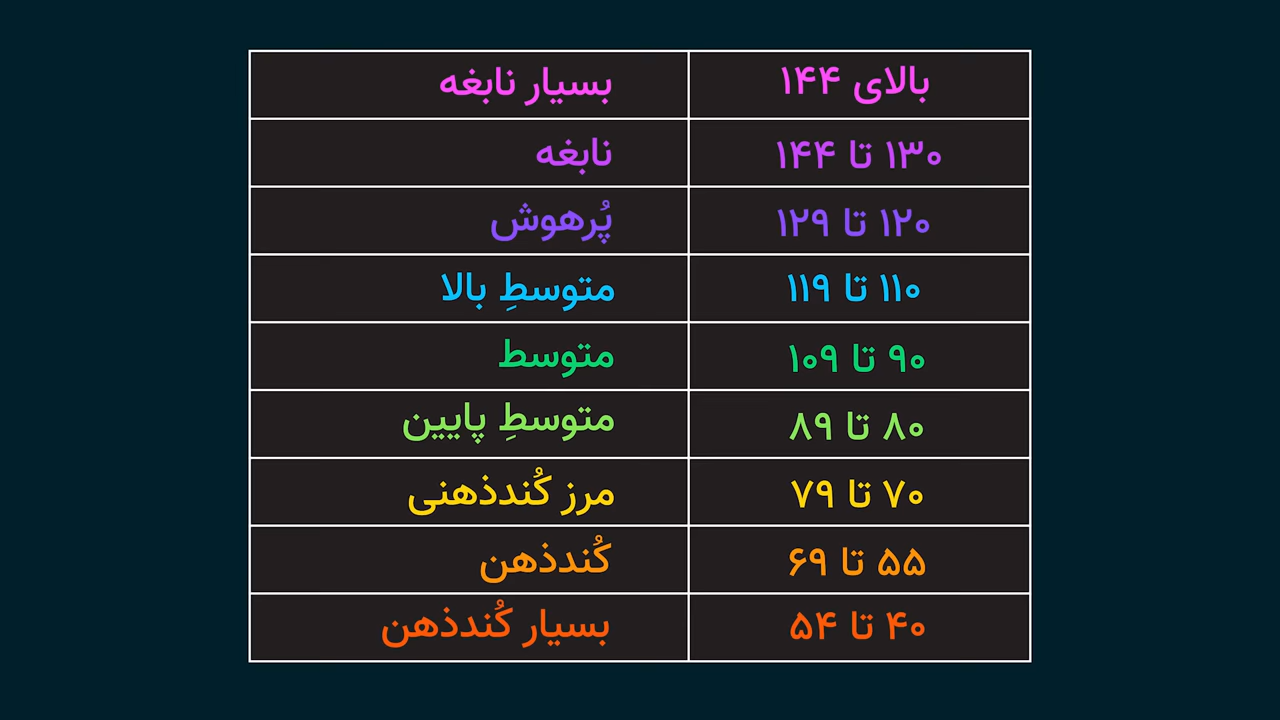 بالای ۱۴۴ بسیار نابغه
۱۳۰ تا ۱۴۴ نابغه
۱۲۰ تا ۱۲۹ پُرهوش
۱۱۰ تا ۱۱۹ متوسطِ بالا
۹۰ تا ۱۰۹ متوسط
۸۰ تا ۸۹ متوسطِ پایین
۷۰ تا ۷۹ مرز کُندذهنی
۵۵ تا ۶۹ کُندذهن
۴۰ تا ۵۴ بسیار کُندذهن